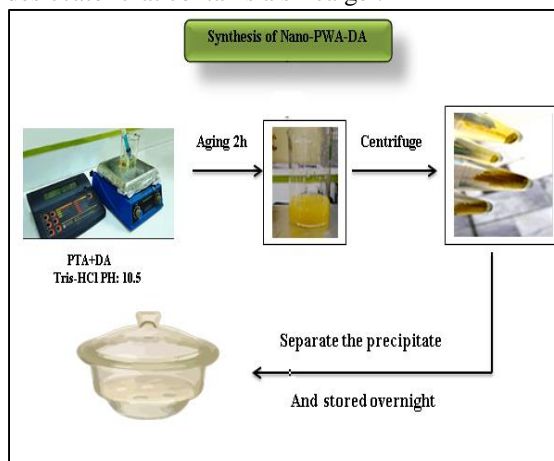 Synthesis of Nano-PWA-DA
Aging 2h
Centrifuge
PTA+DA
Tris-HCl PH: 10.5
Separate the precipitate
And stored overnight